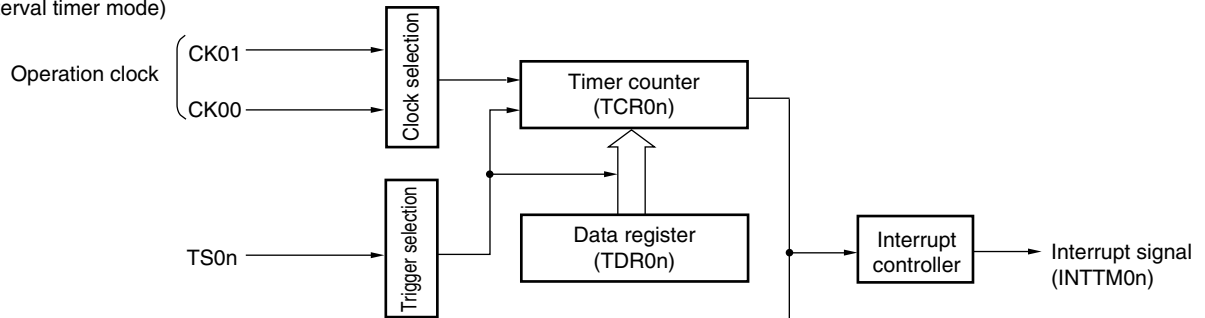 erval timer mode)
Operation clock
CK01
CK00
Clock selection
Timer counter
(TCR0n)
TS0n
Trigger selection
Data register
(TDR0n)
Interrupt
controller
Interrupt signal
(INTTM0n)